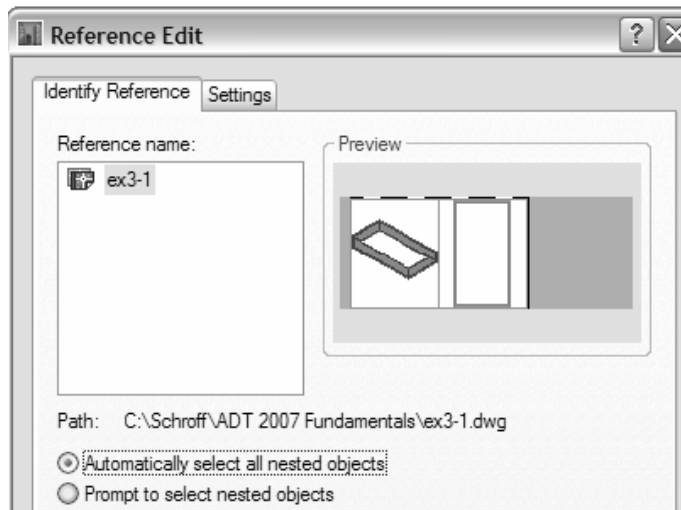 Reference Edit
Identify Reference Settings
Reference name: Preview
ex3-1
Path: C:\Schroff\ADT 2007 Fundamentals\ex3-1.dwg
Automatically select all nested objects
Prompt to select nested objects